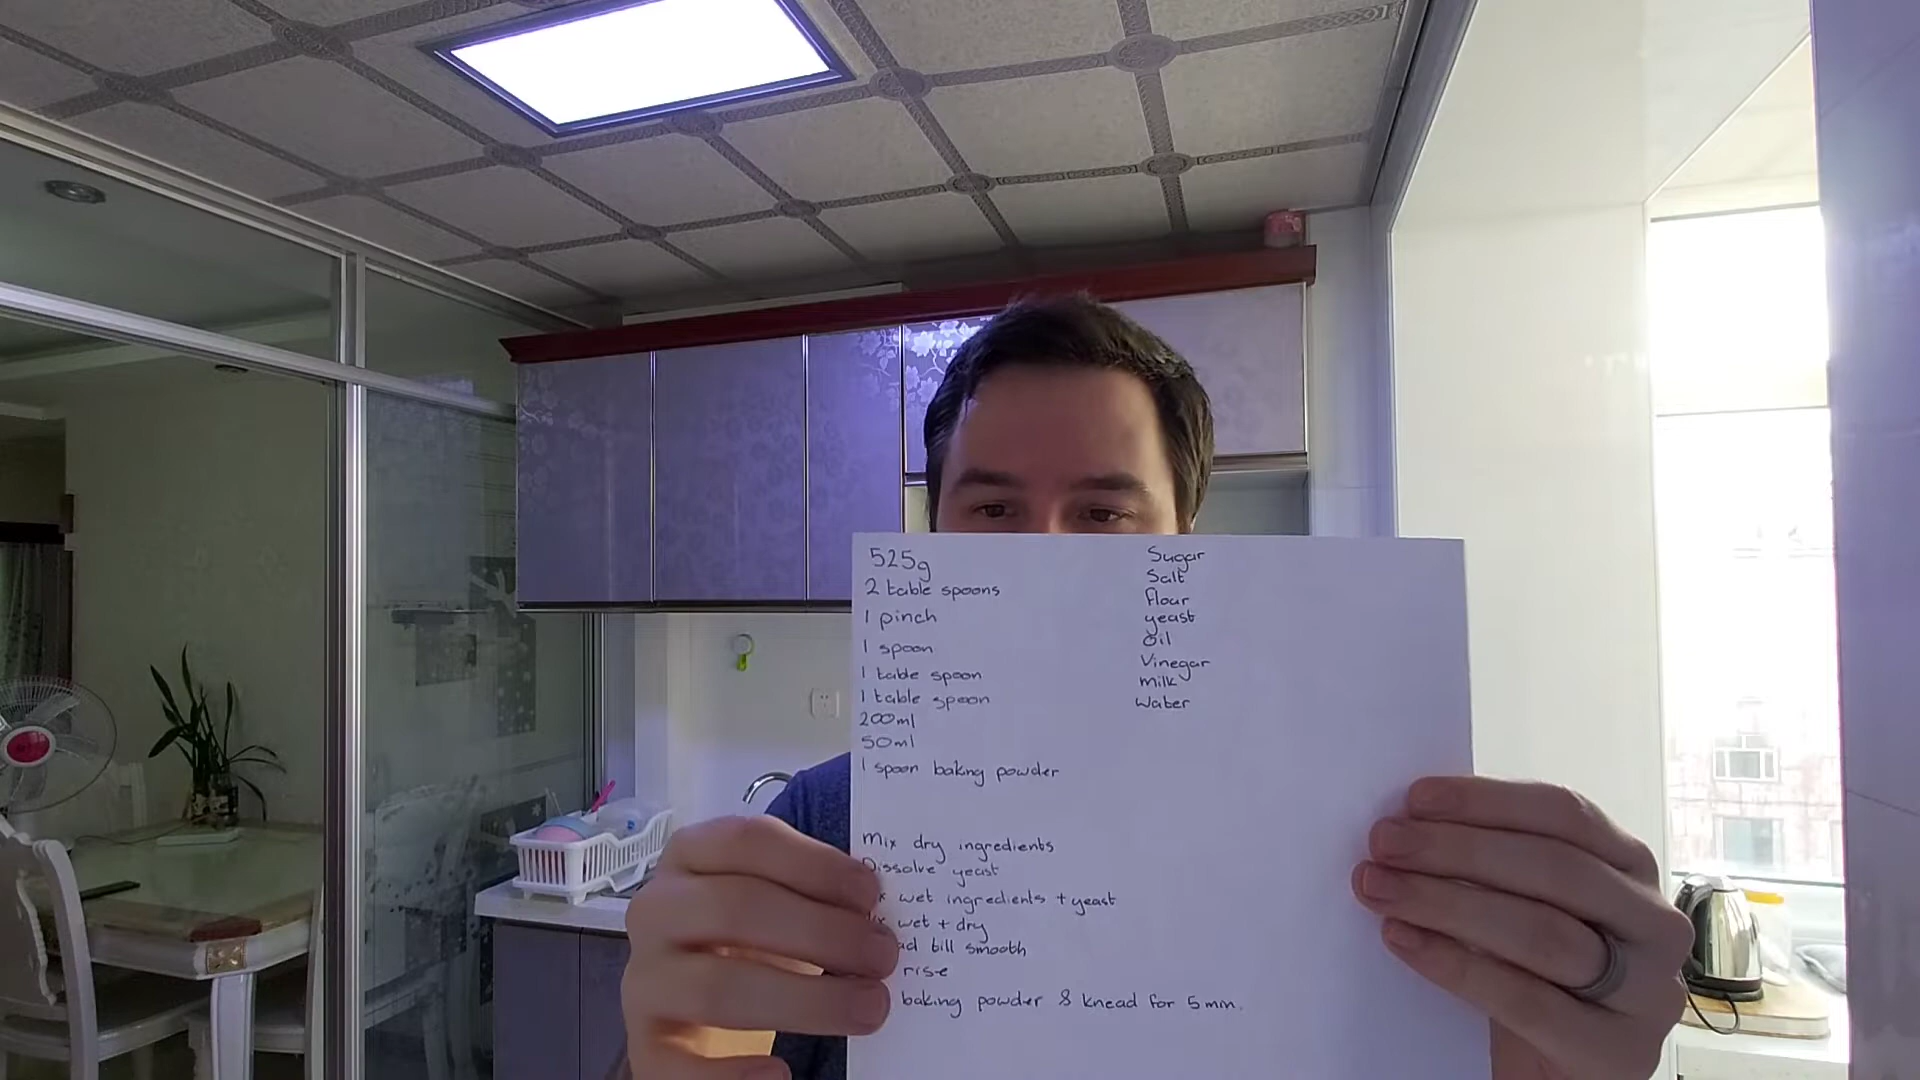 525g
2 table spoons
1 pinch
1 spoon
1 table spoon
1 table spoon
200ml
50ml
1 spoon baking powder
Sugar
Salt
flour
yeast
Oil
Vinegar
milk
water
Mix dry ingredients
Dissolve yeast
wet ingredients + yeast
wet + dry
till smooth
rise
baking powder & knead for 5 min.